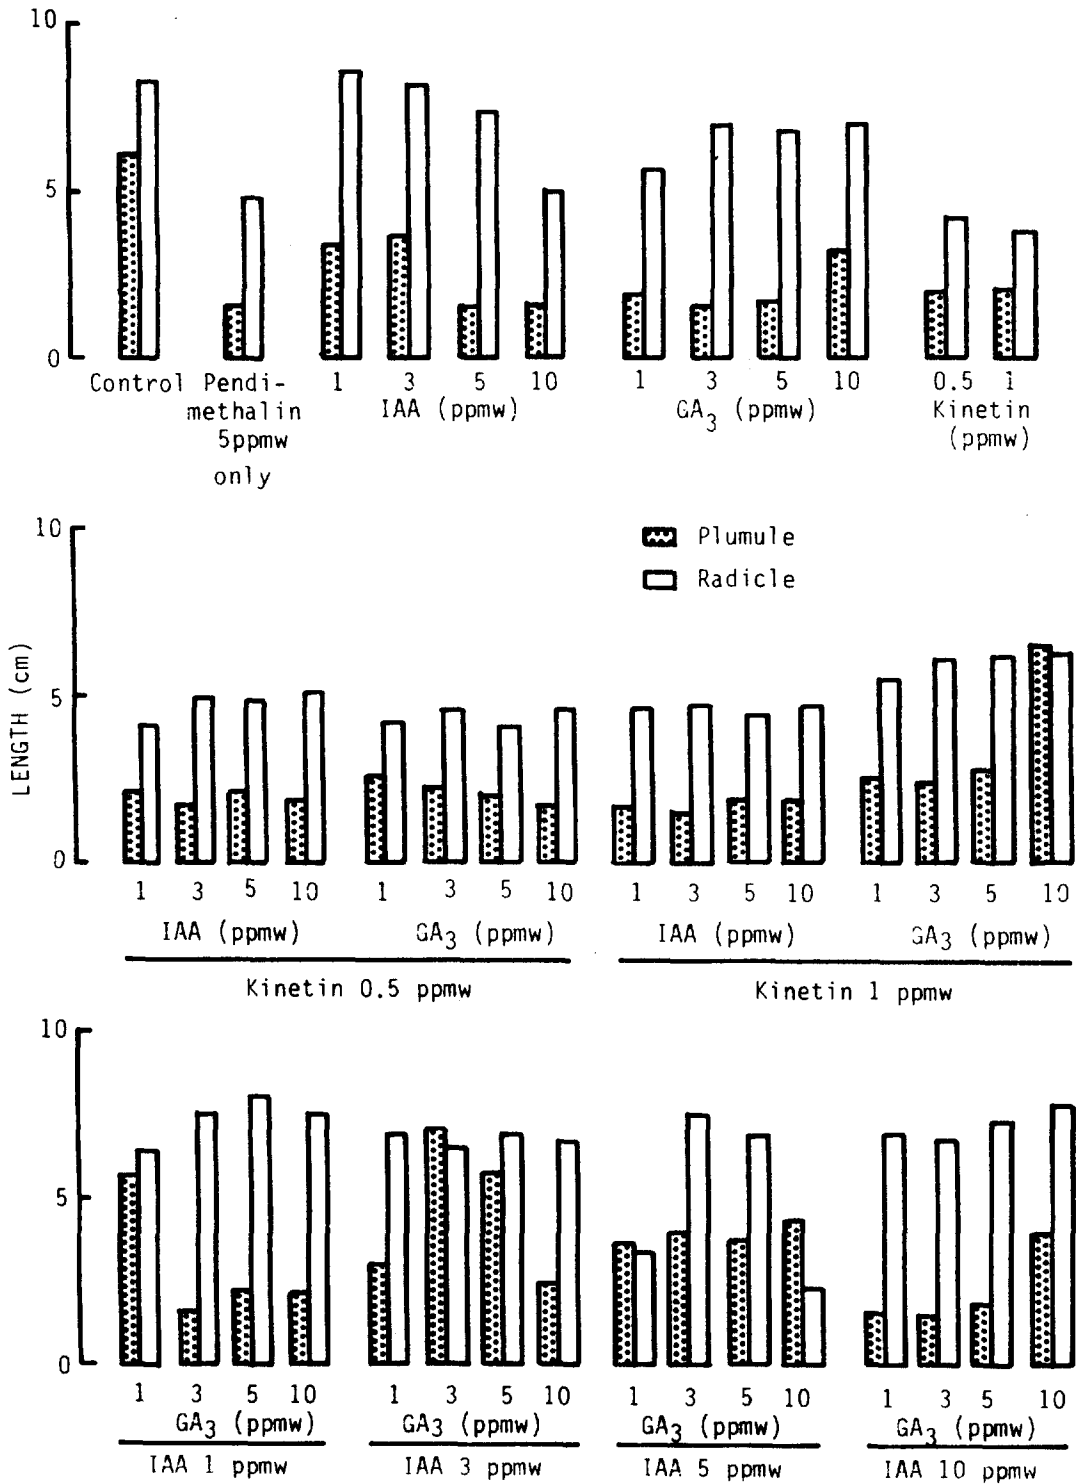 10
5
0
Control Pendi-
methalin
5ppmw
only
1 3 5 10
IAA (ppmw)
1 3 5 10
GA3 (ppmw)
0.5 1
Kinetin
(ppmw)
LENGTH (cm)
10
5
0
Plumule
Radicle
1 3 5 10 1 3 5 10 1 3 5 10 1 3 5 10
IAA (ppmw) GA3 (ppmw) IAA (ppmw) GA3 (ppmw)
Kinetin 0.5 ppmw Kinetin 1 ppmw
10
5
0
1 3 5 10 1 3 5 10 1 3 5 10 1 3 5 10
GA3 (ppmw) GA3 (ppmw) GA3 (ppmw) GA3 (ppmw)
IAA 1 ppmw IAA 3 ppmw IAA 5 ppmw IAA 10 ppmw